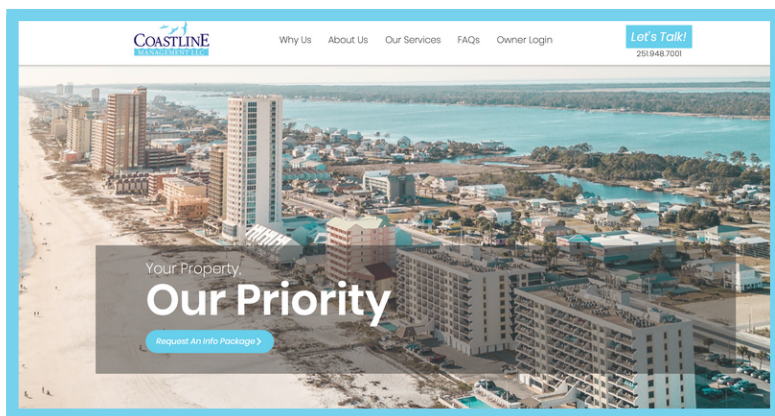 COASTLINE
MANAGEMENT LLC
Why Us
About Us
Our Services
FAQs
Owner Login
Let's Talk!
251.948.7001
Your Property,
Our Priority
Request An Info Package